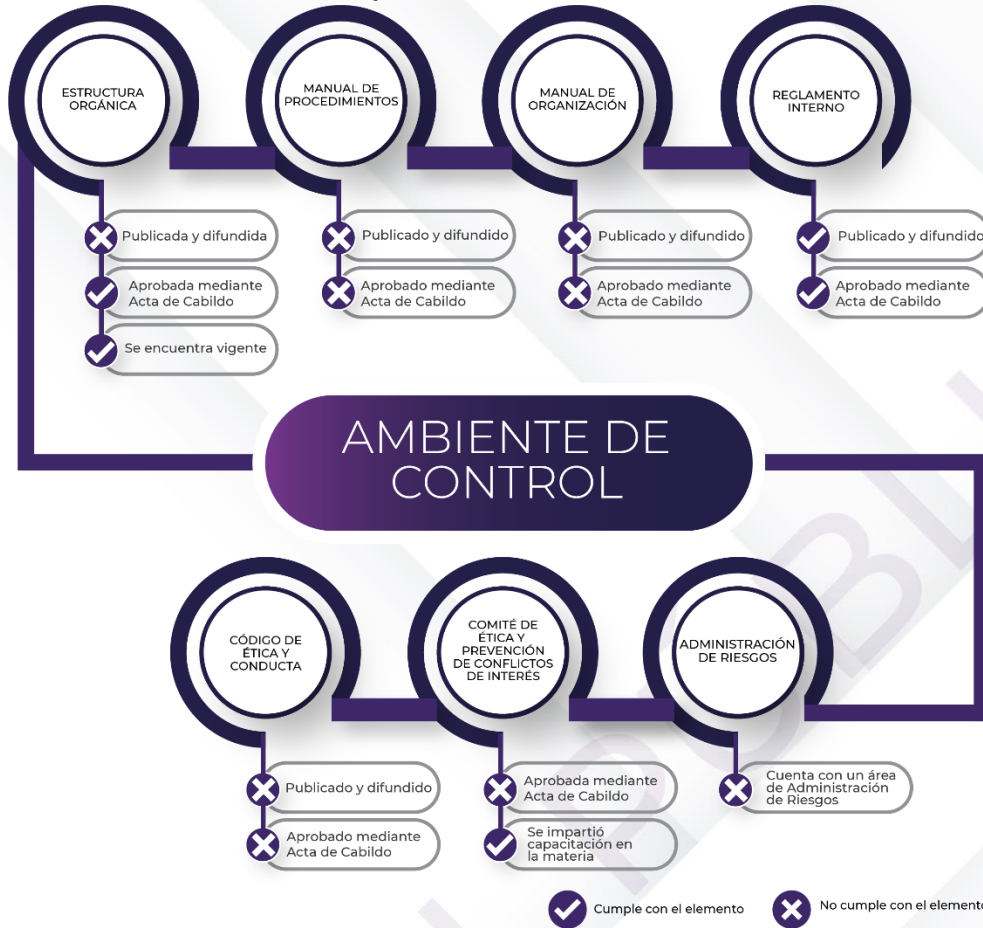 ESTRUCTURA
ORGÁNICA
MANUAL DE
PROCEDIMIENTOS
MANUAL DE
ORGANIZACIÓN
REGLAMENTO
INTERNO
Publicada y difundida
Aprobada mediante
Acta de Cabildo
Se encuentra vigente
Publicado y difundido
Aprobado mediante
Acta de Cabildo
Publicado y difundido
Aprobado mediante
Acta de Cabildo
Publicado y difundido
Aprobado mediante
Acta de Cabildo
AMBIENTE DE
CONTROL
CÓDIGO DE
ÉTICA Y
CONDUCTA
COMITÉ DE
ÉTICA Y
PREVENCIÓN
DE CONFLICTOS
DE INTERÉS
ADMINISTRACIÓN
DE RIESGOS
Publicado y difundido
Aprobado mediante
Acta de Cabildo
Aprobada mediante
Acta de Cabildo
Se impartió
capacitación en
la materia
Cuenta con un área
de Administración
de Riesgos
Cumple con el elemento
No cumple con el elemento